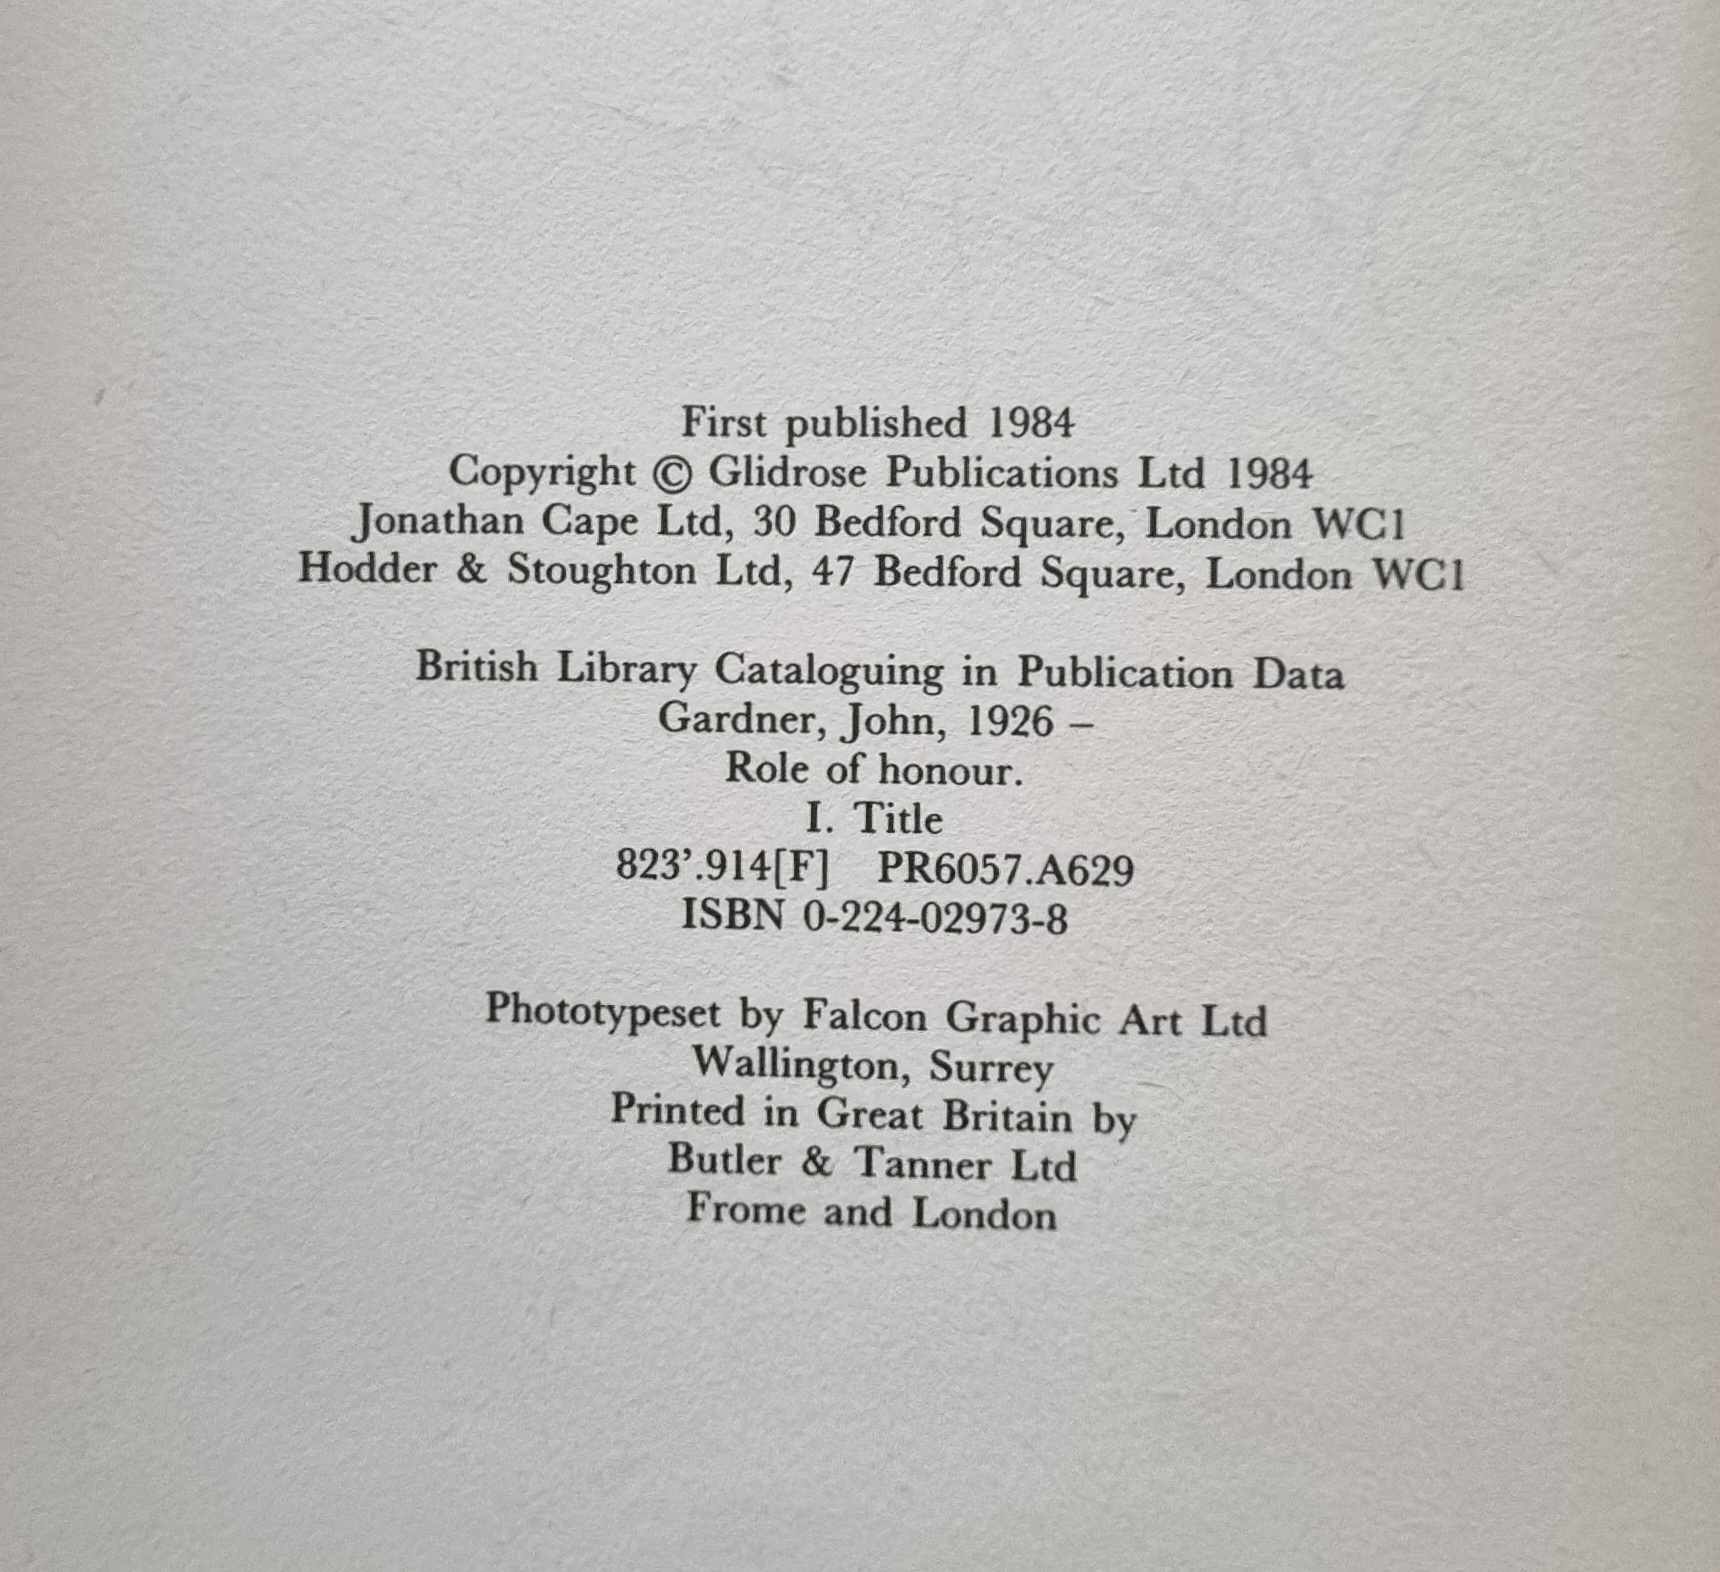 First published 1984
Copyright © Glidrose Publications Ltd 1984
Jonathan Cape Ltd, 30 Bedford Square, London WC1
Hodder & Stoughton Ltd, 47 Bedford Square, London WC1
British Library Cataloguing in Publication Data
Gardner, John, 1926 –
Role of honour.
I. Title
823’.914[F] PR6057.A629
ISBN 0-224-02973-8
Phototypeset by Falcon Graphic Art Ltd
Wallington, Surrey
Printed in Great Britain by
Butler & Tanner Ltd
Frome and London